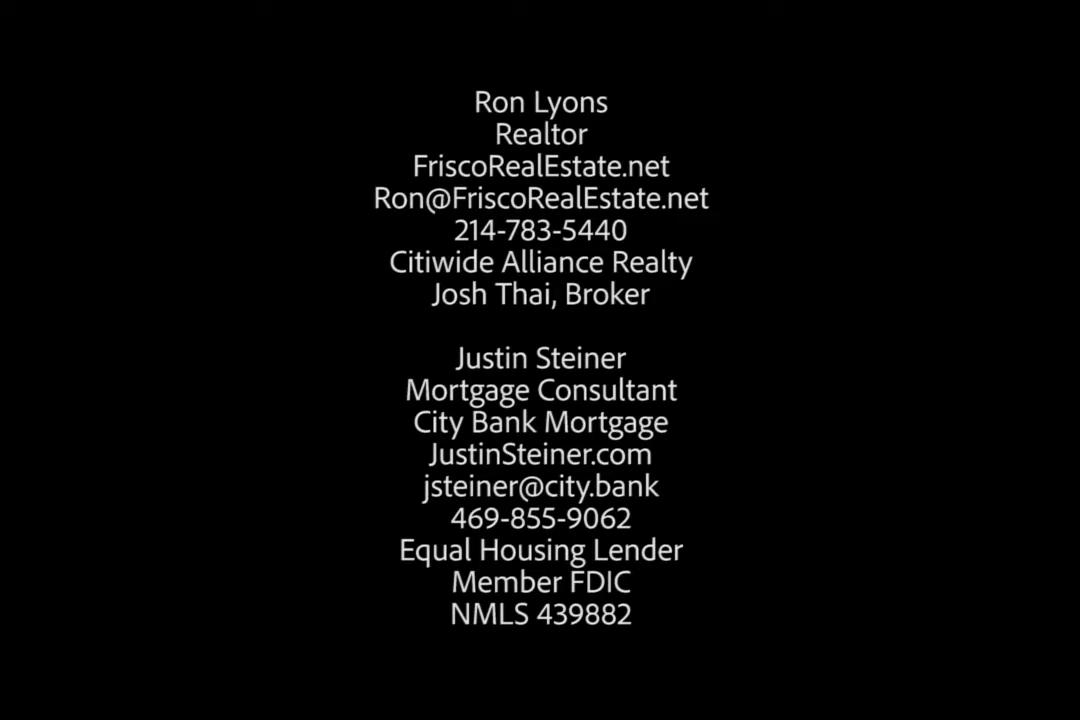 Ron Lyons
Realtor
FriscoRealEstate.net
Ron@FriscoRealEstate.net
214-783-5440
Citiwide Alliance Realty
Josh Thai, Broker
Justin Steiner
Mortgage Consultant
City Bank Mortgage
JustinSteiner.com
jsteiner@city.bank
469-855-9062
Equal Housing Lender
Member FDIC
NMLS 439882